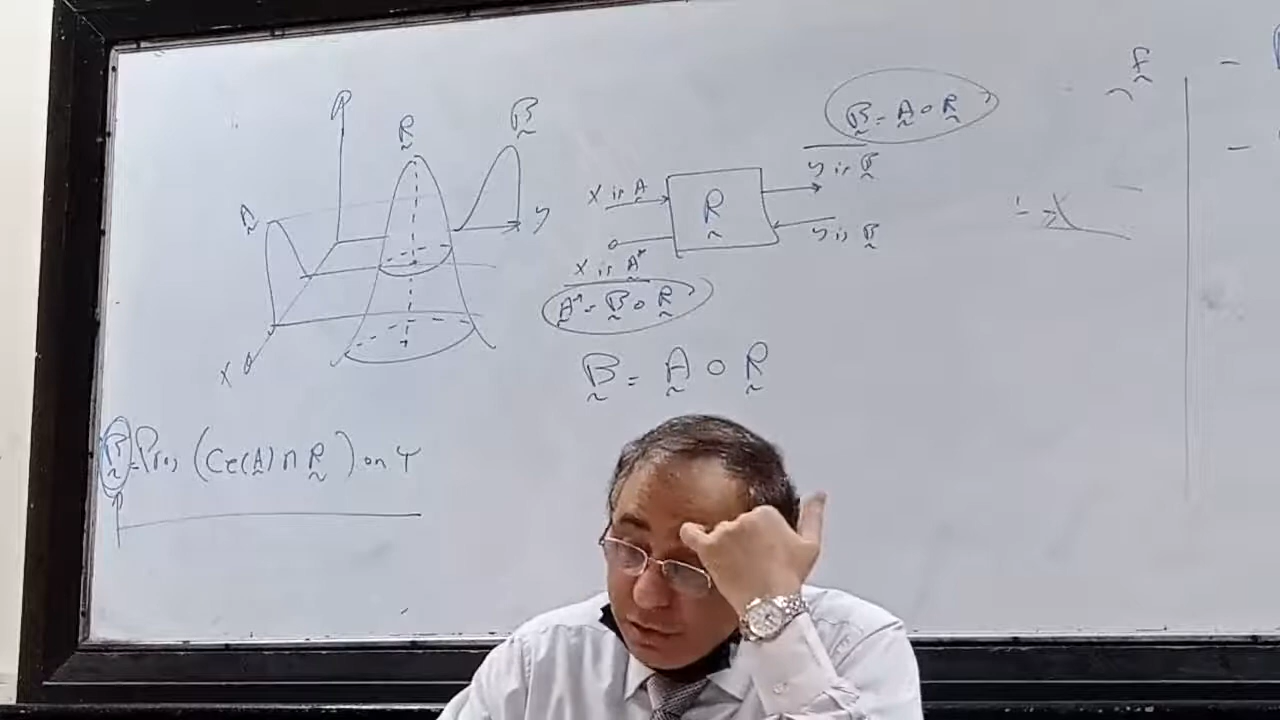 R
B
A
y
x
B = A o R
x is A
R
y is B
y is B
x is A*
A* = B o R
B = A o R
B = Proj (Ce(A) ∩ R) on Y